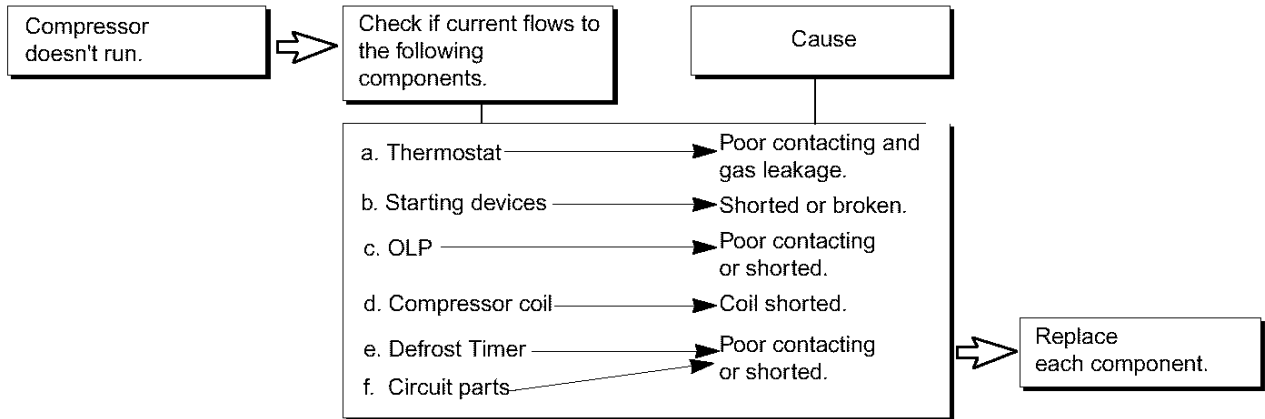 Compressor
doesn't run.
Check if current flows to
the following
components.
Cause
a. Thermostat
Poor contacting and
gas leakage.
b. Starting devices
Shorted or broken.
c. OLP
Poor contacting
or shorted.
d. Compressor coil
Coil shorted.
e. Defrost Timer
f. Circuit parts
Poor contacting
or shorted.
Replace
each component.